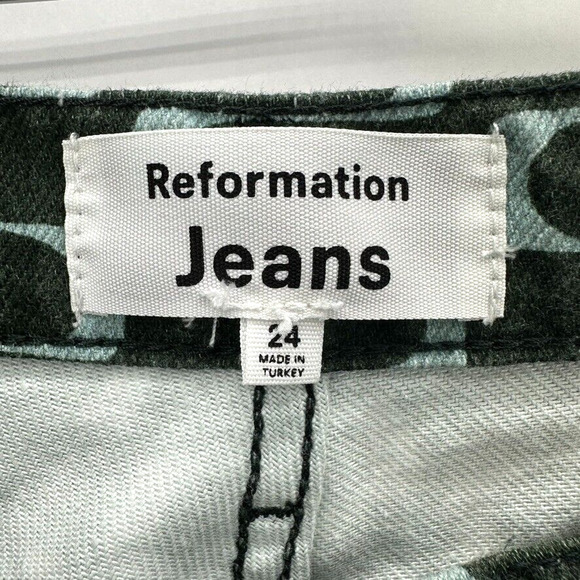 Reformation
Jeans
24
MADE IN
TURKEY